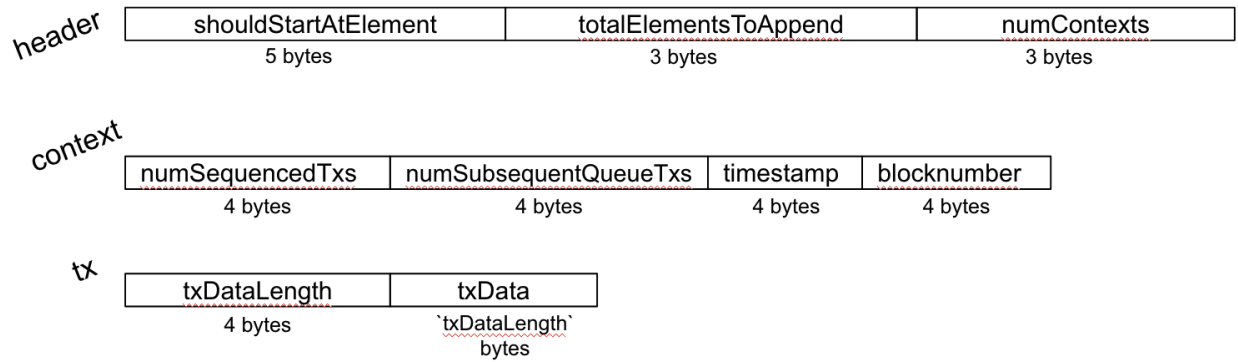 header
shouldStartAtElement totalElementsToAppend numContexts
5 bytes 3 bytes 3 bytes
context
numSequencedTxs numSubsequentQueueTxs timestamp blocknumber
4 bytes 4 bytes 4 bytes 4 bytes
tx
txDataLength txData
4 bytes `txDataLength`
bytes